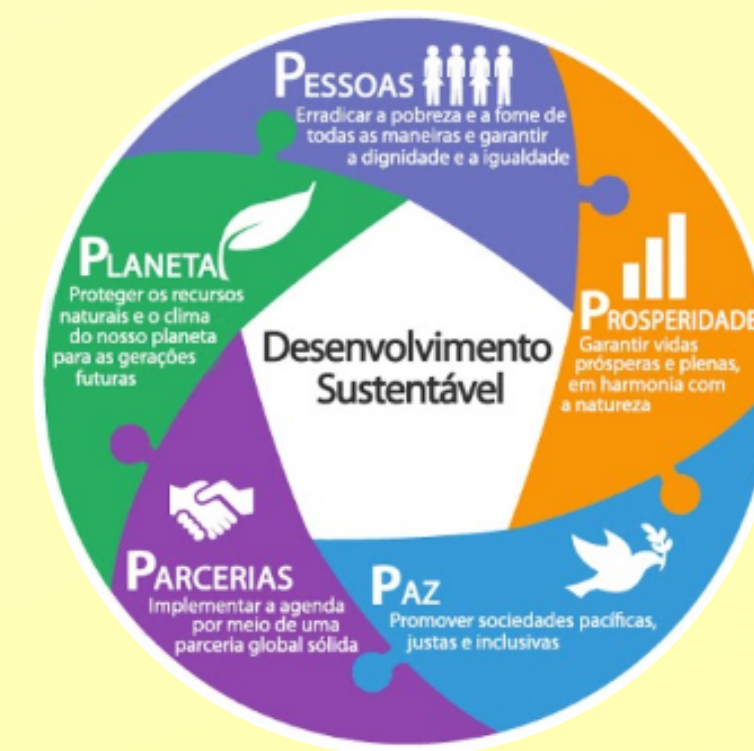 PESSOAS
Erradicar a pobreza e a fome de
todas as maneiras e garantir
a dignidade e a igualdade
PLANETA
Proteger os recursos
naturais e o clima
do nosso planeta
para as gerações
futuras
PROSPERIDADE
Garantir vidas
prósperas e plenas,
em harmonia com
a natureza
Desenvolvimento
Sustentável
PARCERIAS
Implementar a agenda
por meio de uma
parceria global sólida
PAZ
Promover sociedades pacíficas,
justas e inclusivas